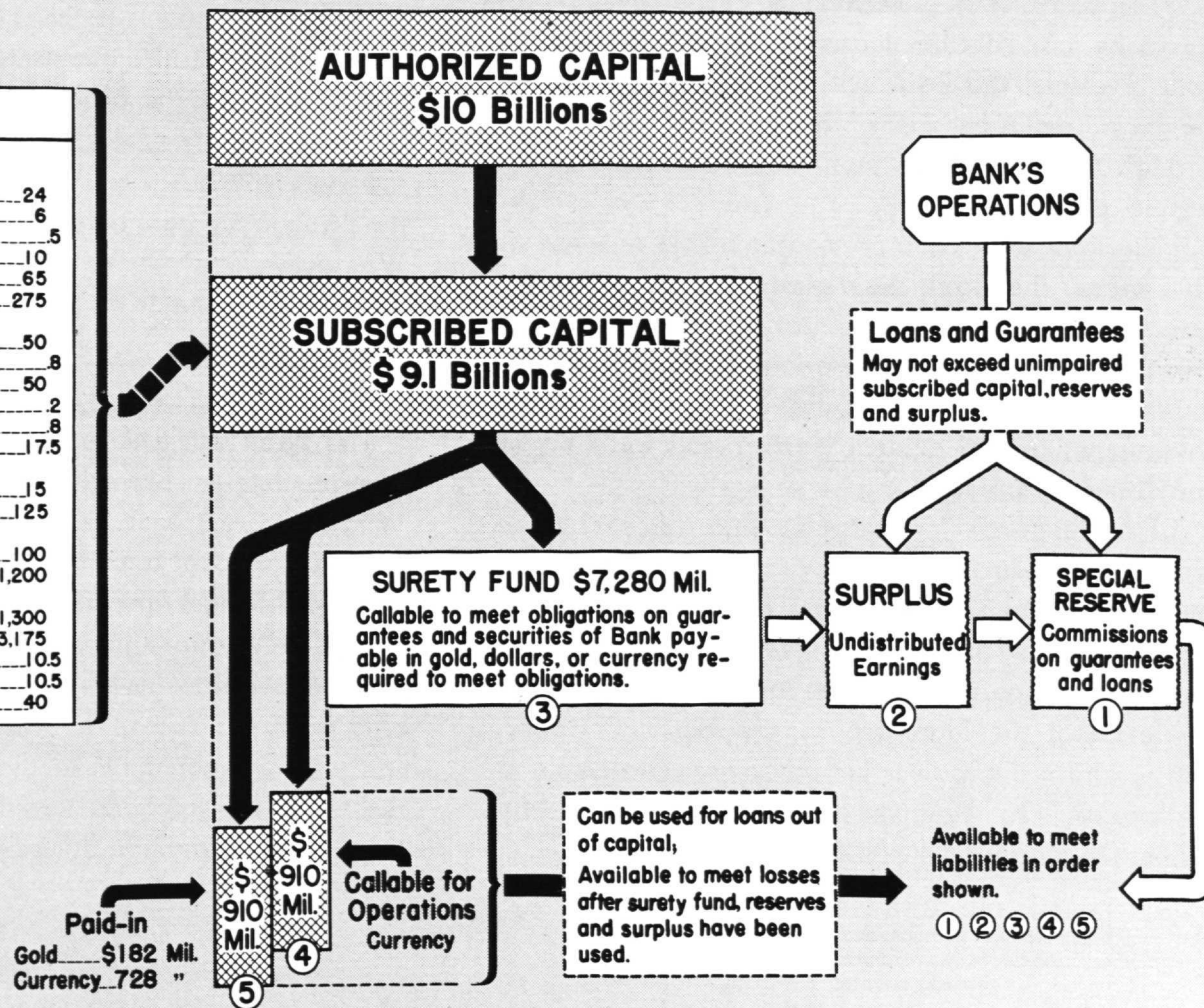 AUTHORIZED CAPITAL
$10 Billions
24
6
.5
10
65
275
50
.8
50
.2
.8
17.5
15
125
100
1,200
1,300
3,175
10.5
10.5
40
SUBSCRIBED CAPITAL
$9.1 Billions
BANK'S
OPERATIONS
Loans and Guarantees
May not exceed unimpaired
subscribed capital, reserves
and surplus.
SURETY FUND $7,280 Mil.
Callable to meet obligations on guar-
antees and securities of Bank pay-
able in gold, dollars, or currency re-
quired to meet obligations.
③
SURPLUS
Undistributed
Earnings
②
SPECIAL
RESERVE
Commissions
on guarantees
and loans
①
Paid-in
Gold____$182 Mil.
Currency__728 "
$
910
Mil.
⑤
$
910
Mil.
④
Callable for
Operations
Currency
Can be used for loans out
of capital;
Available to meet losses
after surety fund, reserves
and surplus have been
used.
Available to meet
liabilities in order
shown.
① ② ③ ④ ⑤